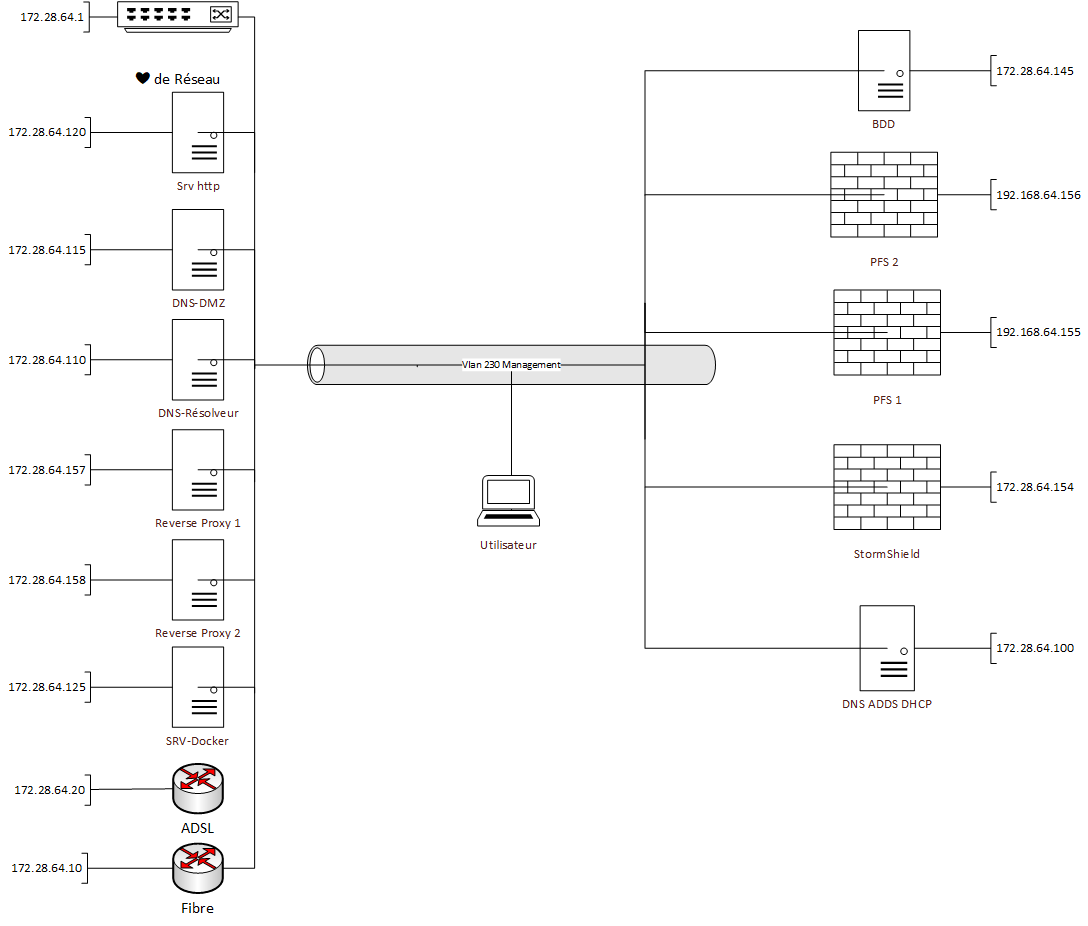 172.28.64.1
♥ de Réseau
172.28.64.120
Srv http
172.28.64.115
DNS-DMZ
172.28.64.110
DNS-Résolveur
172.28.64.157
Reverse Proxy 1
172.28.64.158
Reverse Proxy 2
172.28.64.125
SRV-Docker
172.28.64.20
ADSL
172.28.64.10
Fibre
Vlan 230 Management
Utilisateur
172.28.64.145
BDD
192.168.64.156
PFS 2
192.168.64.155
PFS 1
172.28.64.154
StormShield
172.28.64.100
DNS ADDS DHCP